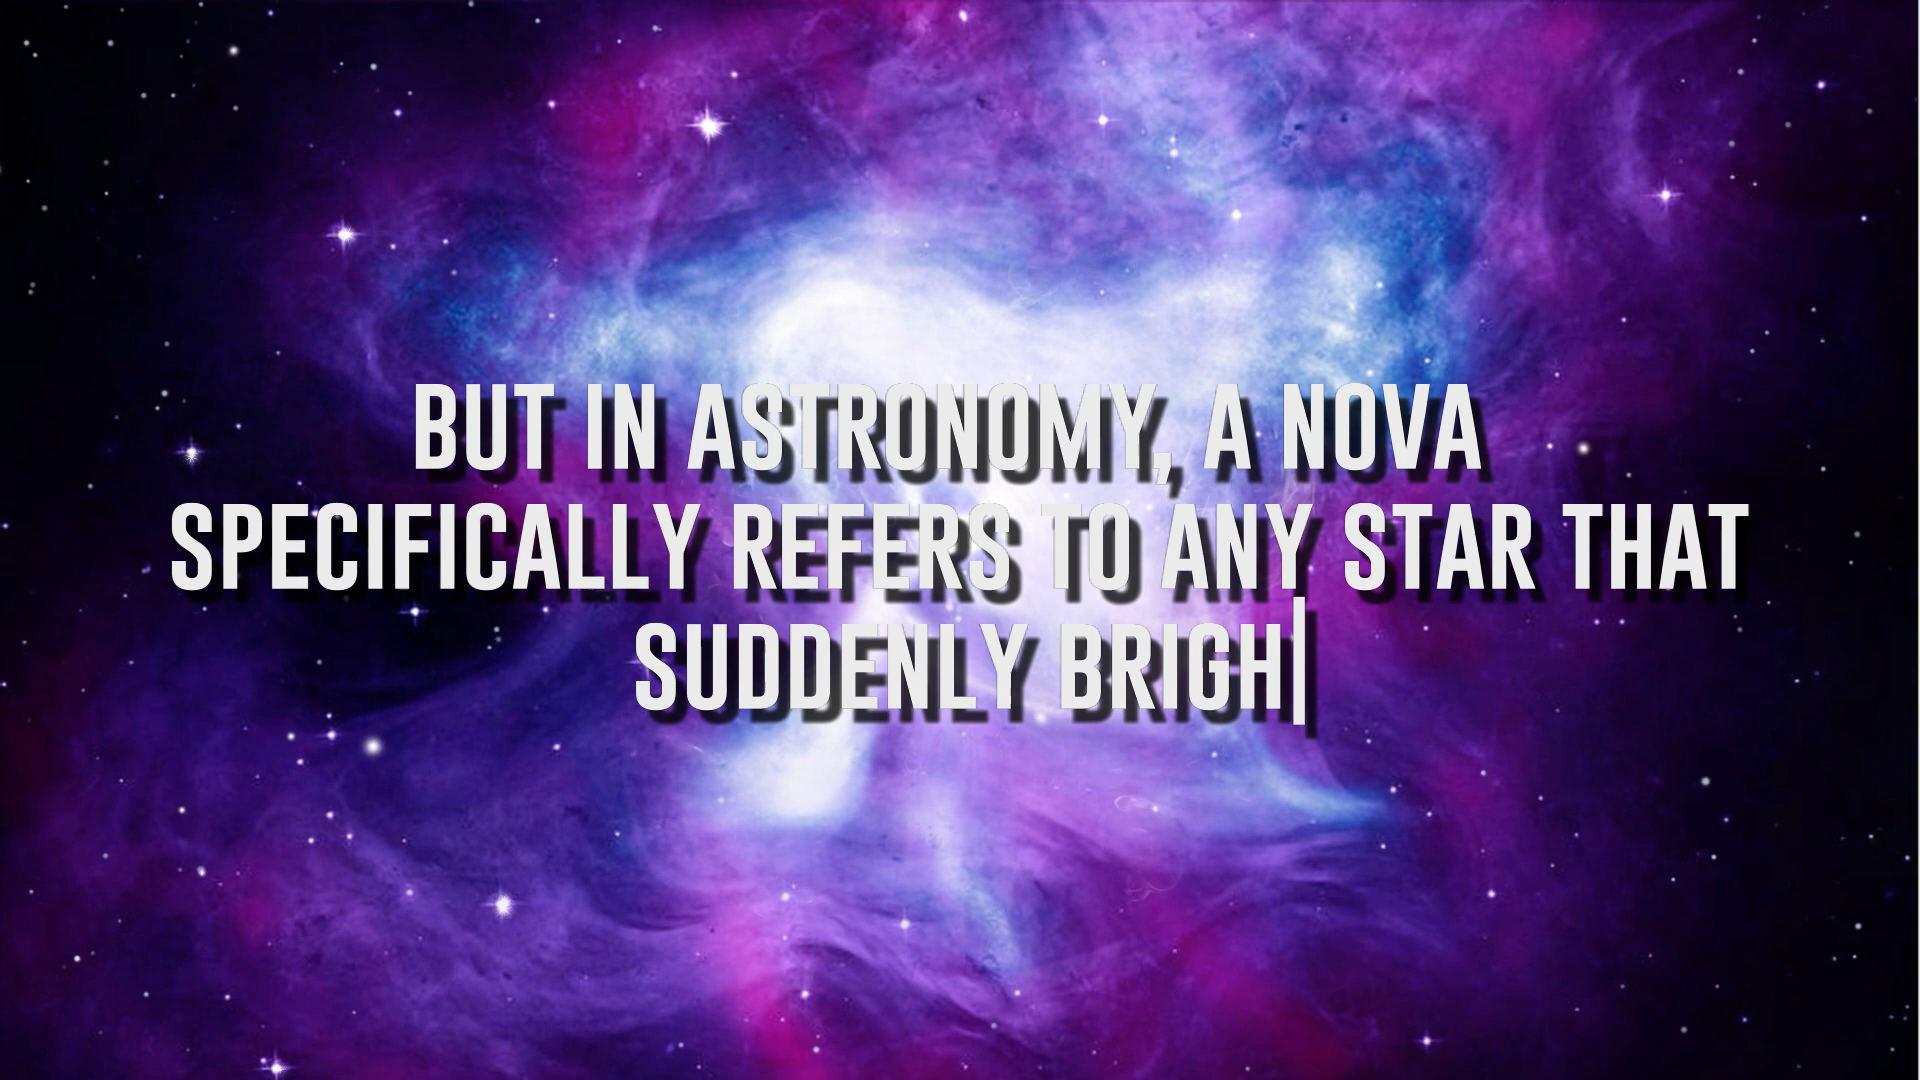 BUT IN ASTRONOMY, A NOVA
SPECIFICALLY REFERS TO ANY STAR THAT
SUDDENLY BRIGH